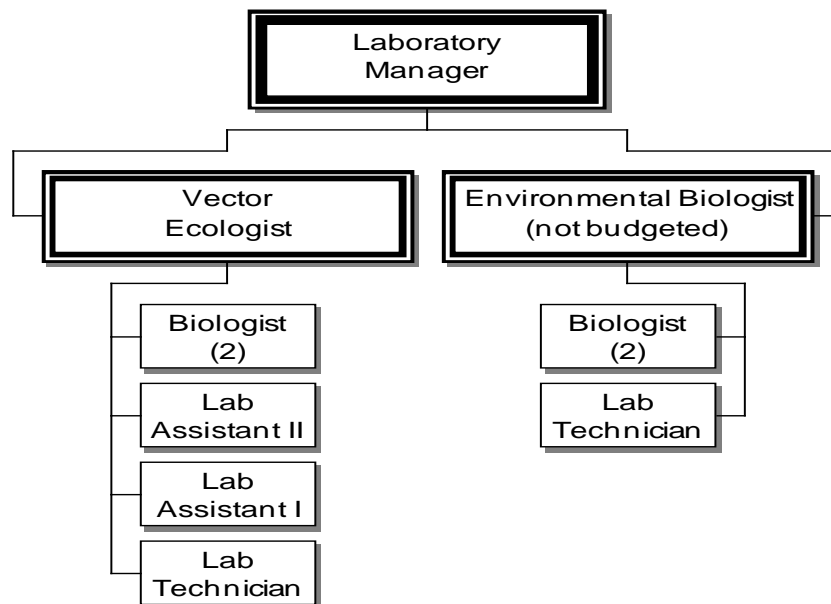 Laboratory
Manager
Vector
Ecologist
Environmental Biologist
(not budgeted)
Biologist
(2)
Lab
Assistant II
Lab
Assistant I
Lab
Technician
Biologist
(2)
Lab
Technician